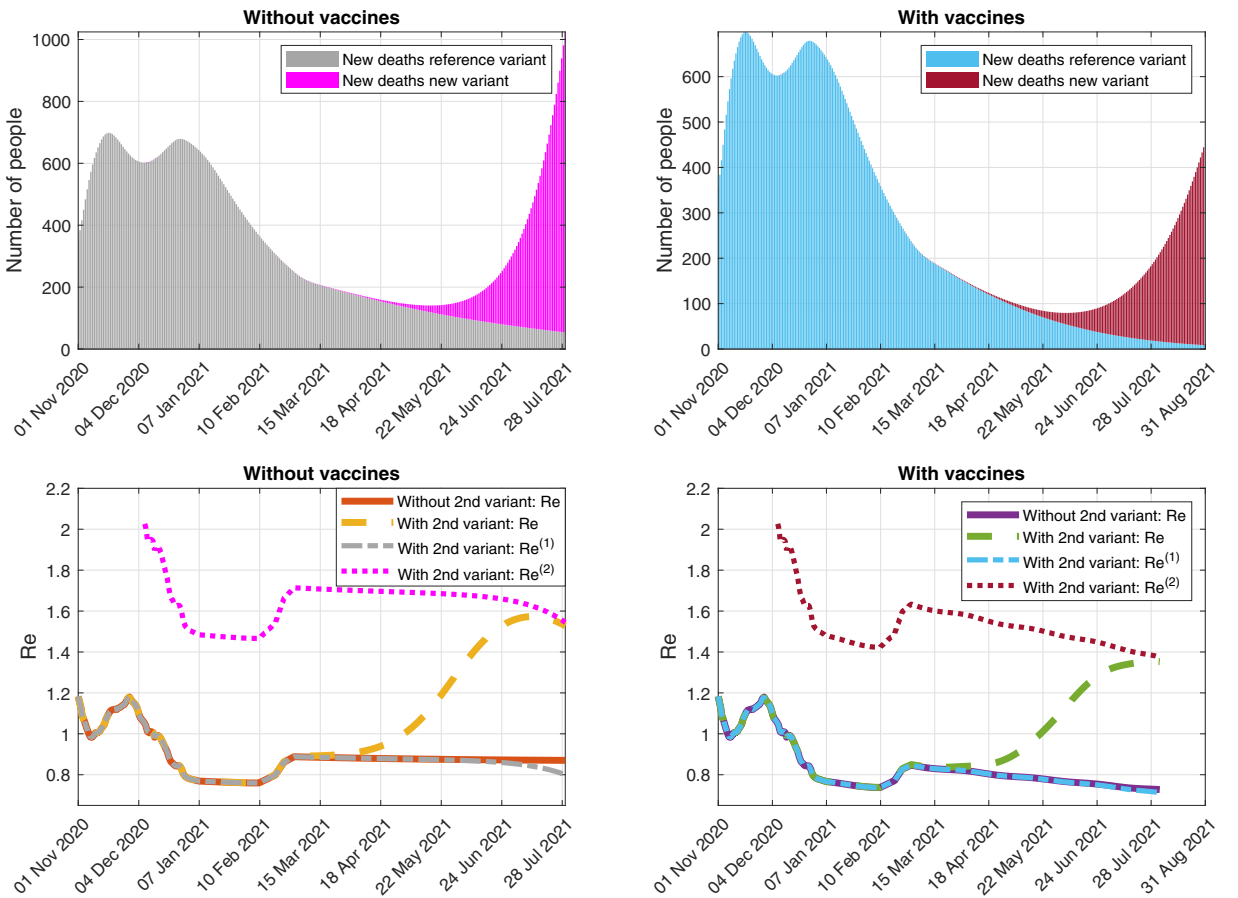 Without vaccines
New deaths reference variant
New deaths new variant
Number of people
1000
800
600
400
200
0
01 Nov 2020
04 Dec 2020
07 Jan 2021
10 Feb 2021
15 Mar 2021
18 Apr 2021
22 May 2021
24 Jun 2021
28 Jul 2021
With vaccines
New deaths reference variant
New deaths new variant
Number of people
600
500
400
300
200
100
0
01 Nov 2020
04 Dec 2020
07 Jan 2021
10 Feb 2021
15 Mar 2021
18 Apr 2021
22 May 2021
24 Jun 2021
28 Jul 2021
31 Aug 2021
Without vaccines
Without 2nd variant: Re
With 2nd variant: Re
With 2nd variant: Re(1)
With 2nd variant: Re(2)
Re
2.2
2
1.8
1.6
1.4
1.2
1
0.8
01 Nov 2020
04 Dec 2020
07 Jan 2021
10 Feb 2021
15 Mar 2021
18 Apr 2021
22 May 2021
24 Jun 2021
28 Jul 2021
With vaccines
Without 2nd variant: Re
With 2nd variant: Re
With 2nd variant: Re(1)
With 2nd variant: Re(2)
Re
2.2
2
1.8
1.6
1.4
1.2
1
0.8
01 Nov 2020
04 Dec 2020
07 Jan 2021
10 Feb 2021
15 Mar 2021
18 Apr 2021
22 May 2021
24 Jun 2021
28 Jul 2021
31 Aug 2021